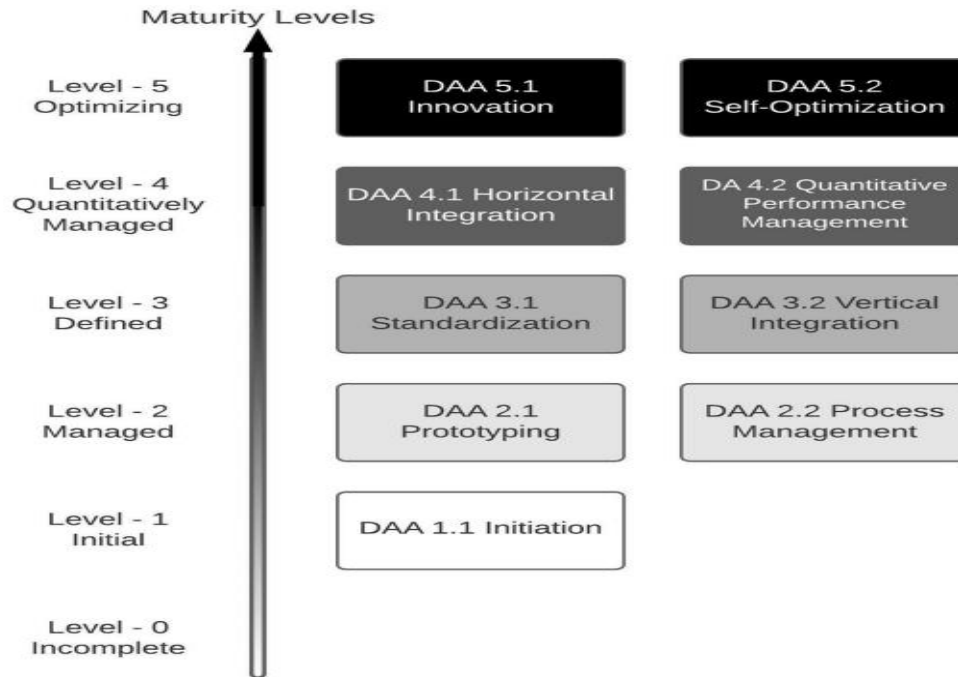 Maturity Levels
Level - 5
Optimizing
DAA 5.1
Innovation
DAA 5.2
Self-Optimization
Level - 4
Quantitatively
Managed
DAA 4.1 Horizontal
Integration
DA 4.2 Quantitative
Performance
Management
Level - 3
Defined
DAA 3.1
Standardization
DAA 3.2 Vertical
Integration
Level - 2
Managed
DAA 2.1
Prototyping
DAA 2.2 Process
Management
Level - 1
Initial
DAA 1.1 Initiation
Level - 0
Incomplete